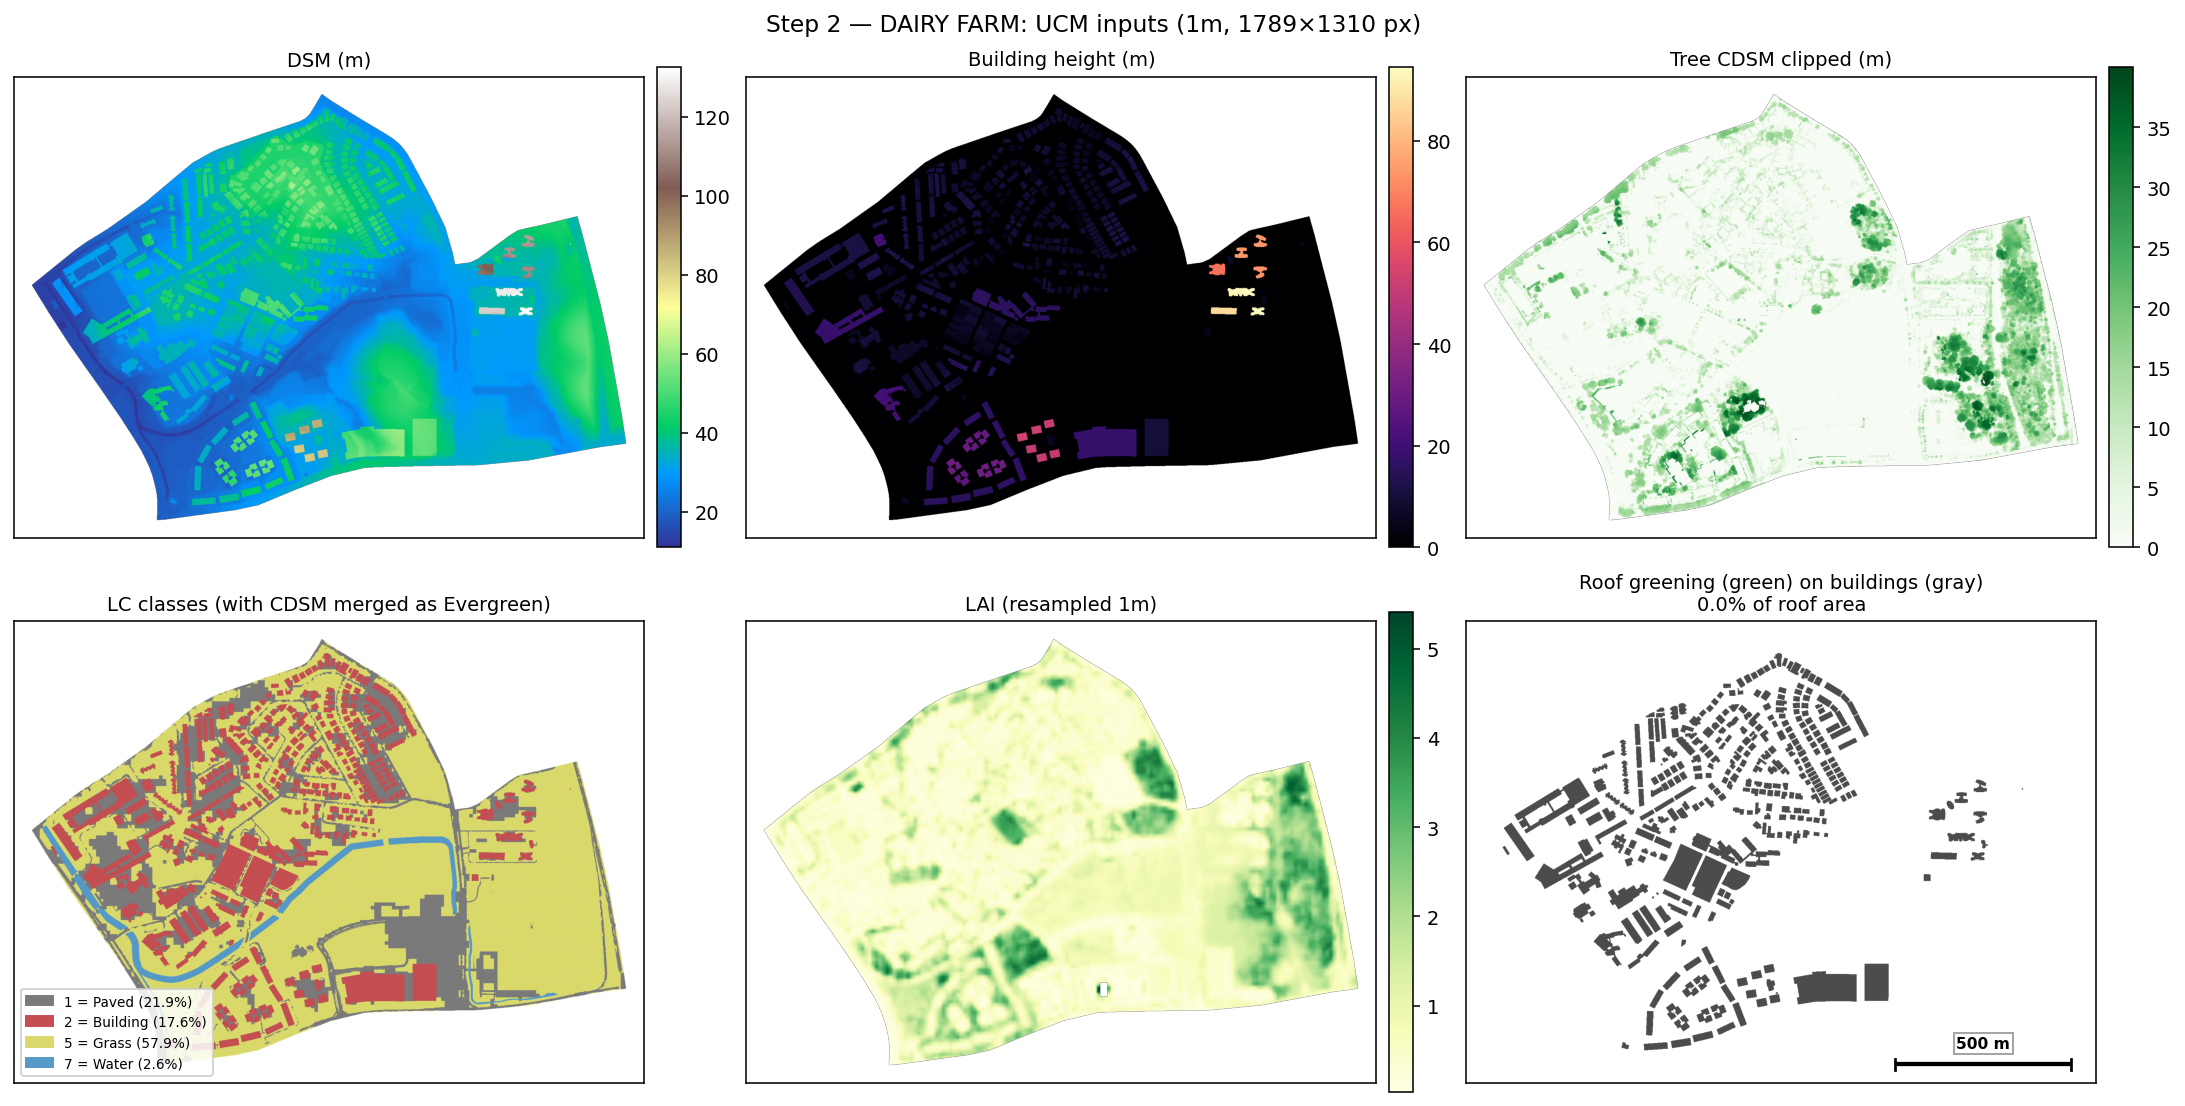 Step 2 — DAIRY FARM: UCM inputs (1m, 1789×1310 px)
DSM (m)
120
100
80
60
40
20
Building height (m)
80
60
40
20
0
Tree CDSM clipped (m)
35
30
25
20
15
10
5
0
LC classes (with CDSM merged as Evergreen)
1 = Paved (21.9%)
2 = Building (17.6%)
5 = Grass (57.9%)
7 = Water (2.6%)
LAI (resampled 1m)
5
4
3
2
1
Roof greening (green) on buildings (gray)
0.0% of roof area
500 m